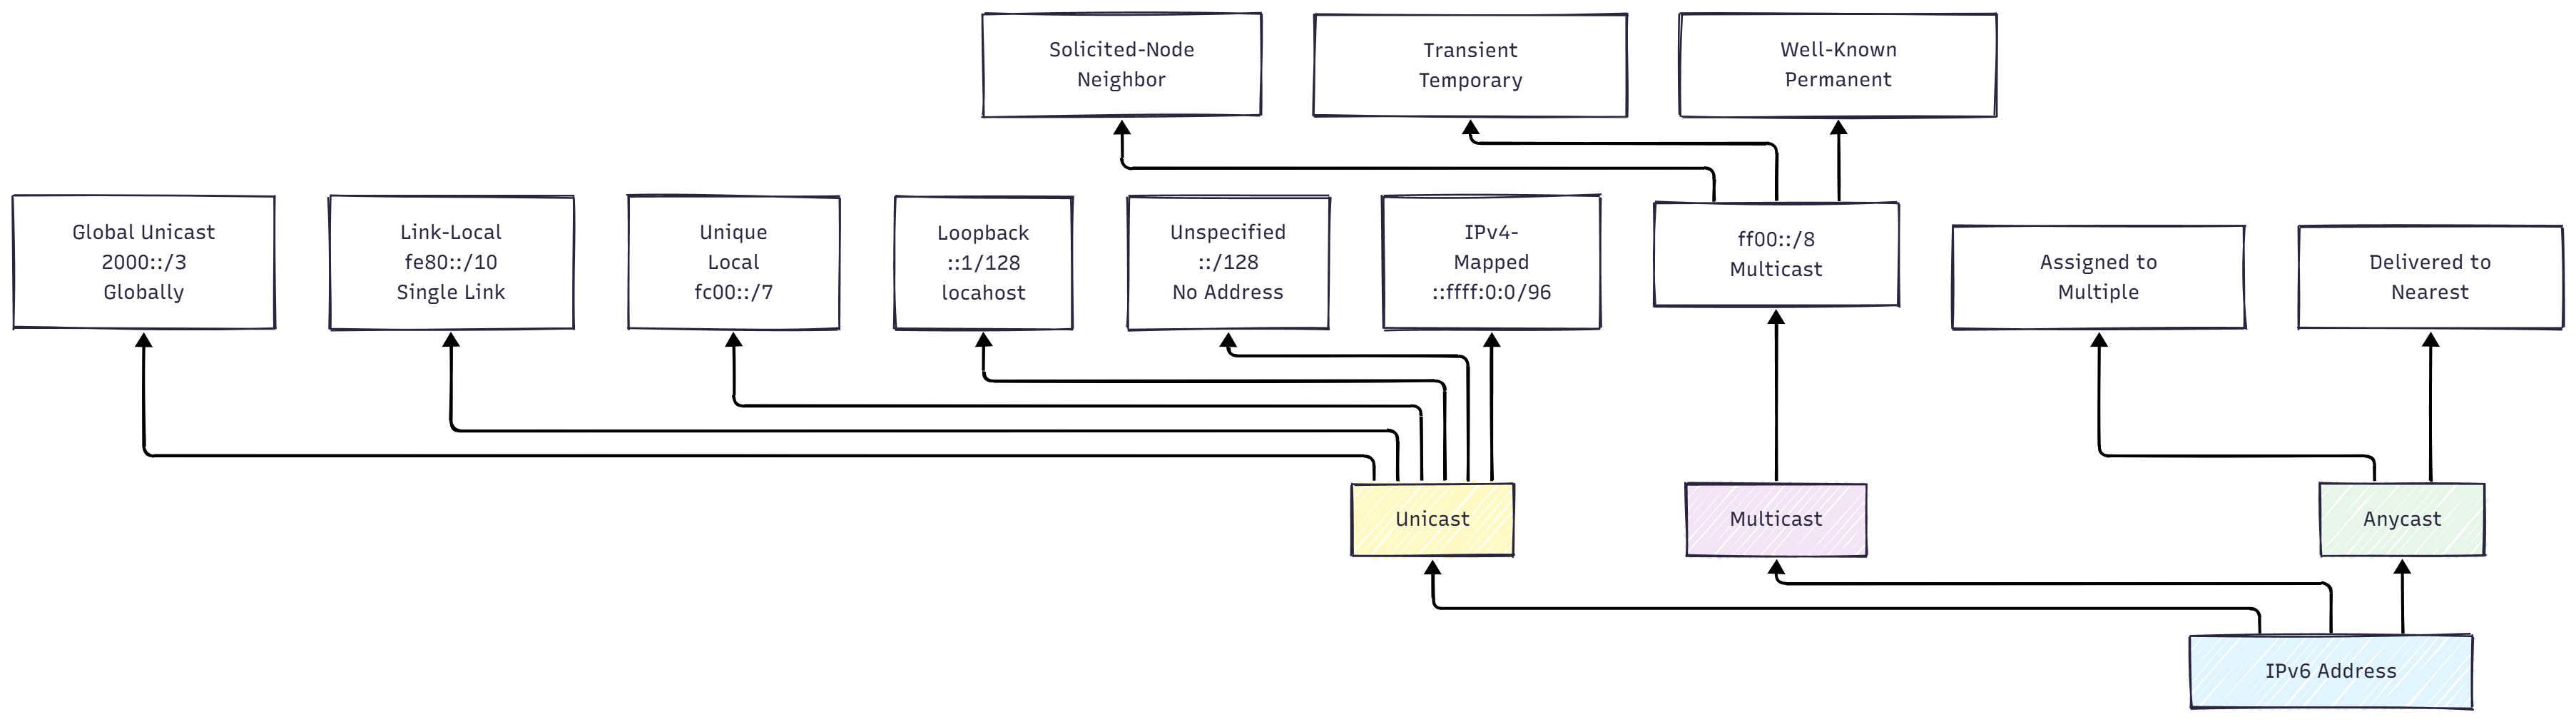 Solicited-Node
Neighbor
Transient
Temporary
Well-Known
Permanent
Global Unicast
2000::/3
Globally
Link-Local
fe80::/10
Single Link
Unique
Local
fc00::/7
Loopback
::1/128
locahost
Unspecified
::/128
No Address
IPv4-
Mapped
::ffff:0:0/96
ff00::/8
Multicast
Assigned to
Multiple
Delivered to
Nearest
Unicast
Multicast
Anycast
IPv6 Address